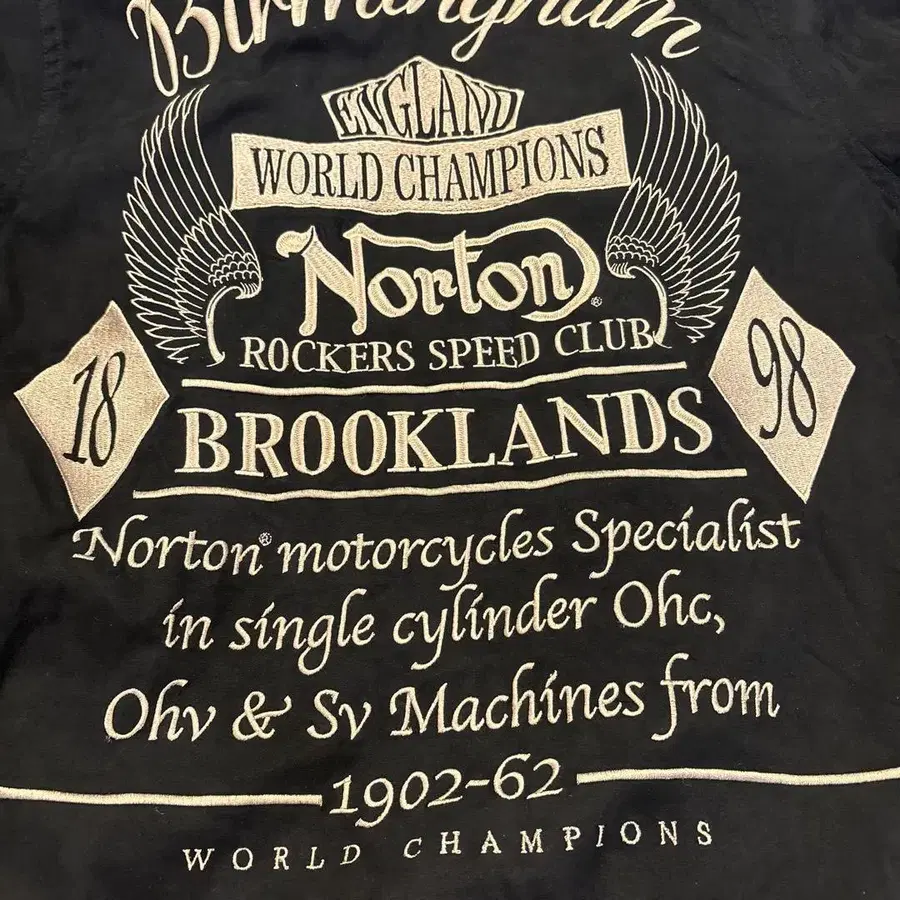 Birmingham
ENGLAND
WORLD CHAMPIONS
Norton®
ROCKERS SPEED CLUB
18 98
BROOKLANDS
Norton® motorcycles Specialist
in single cylinder Ohc,
Ohv & Sv Machines from
1902-62
WORLD CHAMPIONS